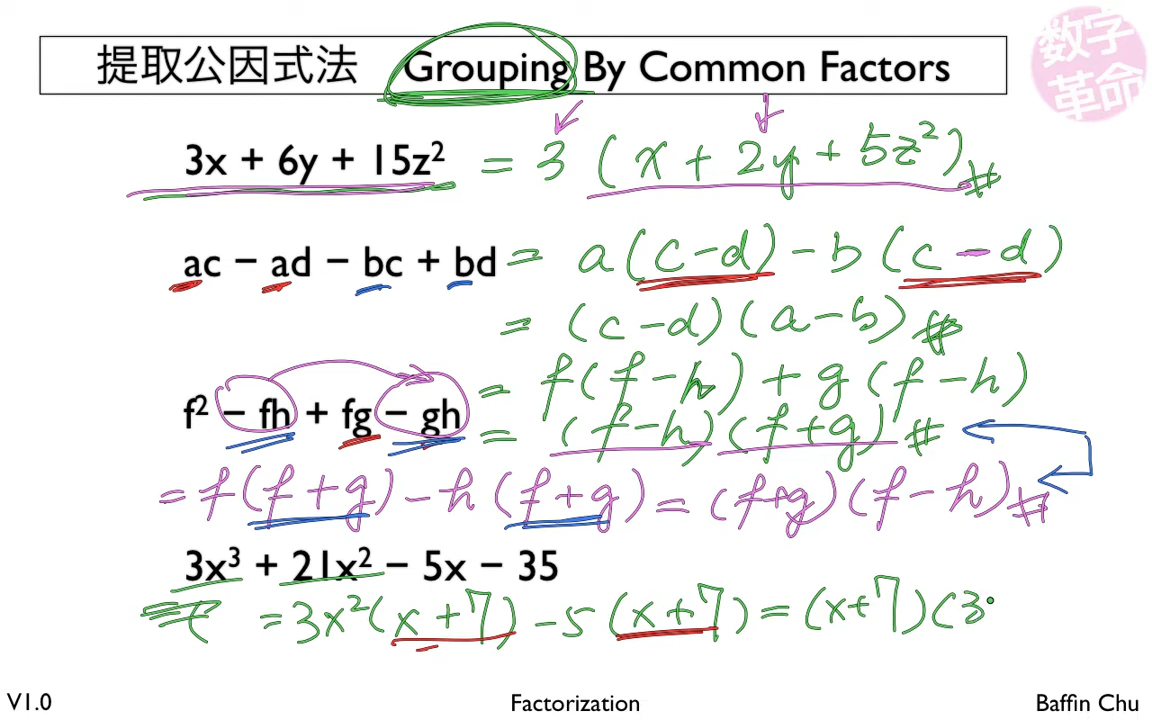 提取公因式法 Grouping By Common Factors
数字
革命
3x + 6y + 15z² = 3 (x + 2y + 5z²) #
ac − ad − bc + bd = a(c−d) − b(c−d)
= (c−d)(a−b) #
f² − fh + fg − gh = f(f−h) + g(f−h)
= (f−h)(f+g) #
= f(f+g) − h(f+g) = (f+g)(f−h) #
3x³ + 21x² − 5x − 35
= 3x²(x+7) − 5(x+7) = (x+7)(3
V1.0 Factorization Baffin Chu